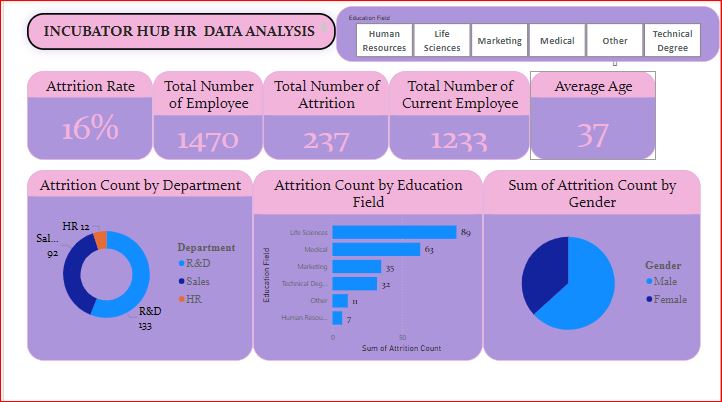 INCUBATOR HUB HR DATA ANALYSIS
Education Field
Human
Resources
Life
Sciences
Marketing
Medical
Other
Technical
Degree
Attrition Rate
16%
Total Number
of Employee
1470
Total Number of
Attrition
237
Total Number of
Current Employee
1233
Average Age
37
Attrition Count by Department
HR 12
Sal...
92
R&D
133
Department
R&D
Sales
HR
Attrition Count by Education
Field
Education Field
Life Sciences
89
Medical
63
Marketing
35
Technical Deg...
32
Other
11
Human Resou...
7
0
50
Sum of Attrition Count
Sum of Attrition Count by
Gender
Gender
Male
Female